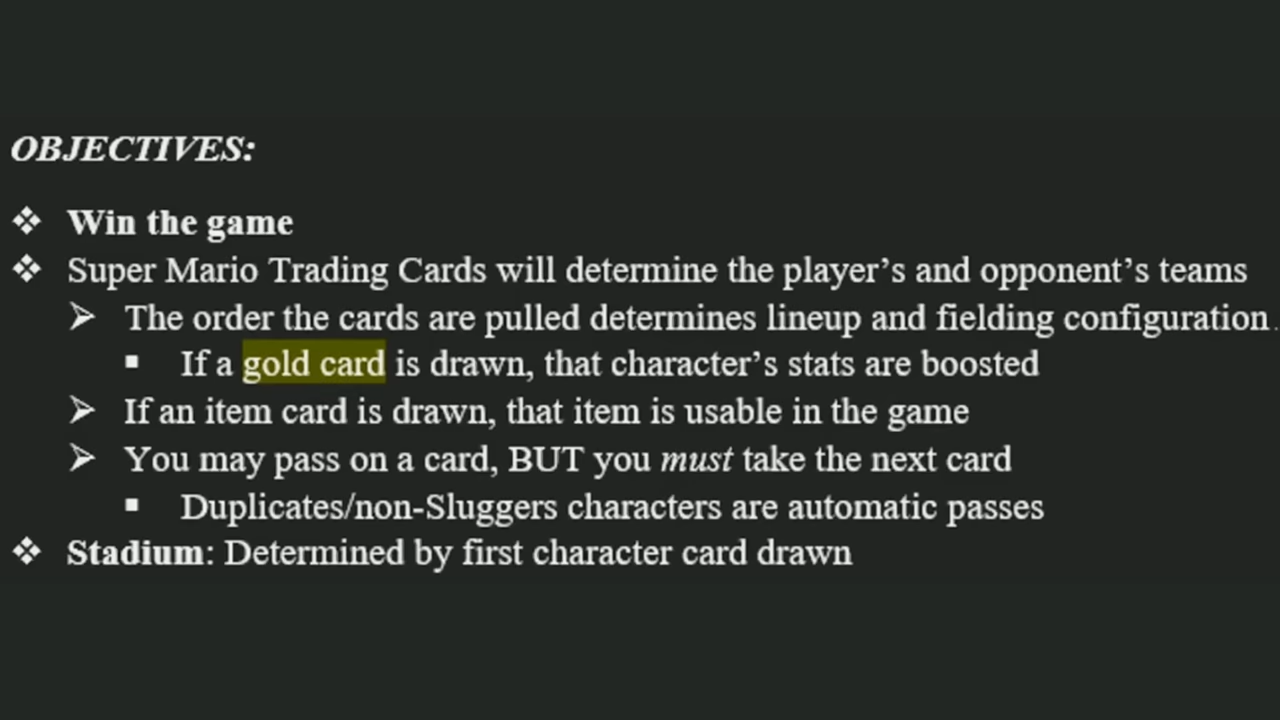 OBJECTIVES:
❖ Win the game
❖ Super Mario Trading Cards will determine the player’s and opponent’s teams
➢ The order the cards are pulled determines lineup and fielding configuration.
▪ If a gold card is drawn, that character’s stats are boosted
➢ If an item card is drawn, that item is usable in the game
➢ You may pass on a card, BUT you must take the next card
▪ Duplicates/non-Sluggers characters are automatic passes
❖ Stadium: Determined by first character card drawn